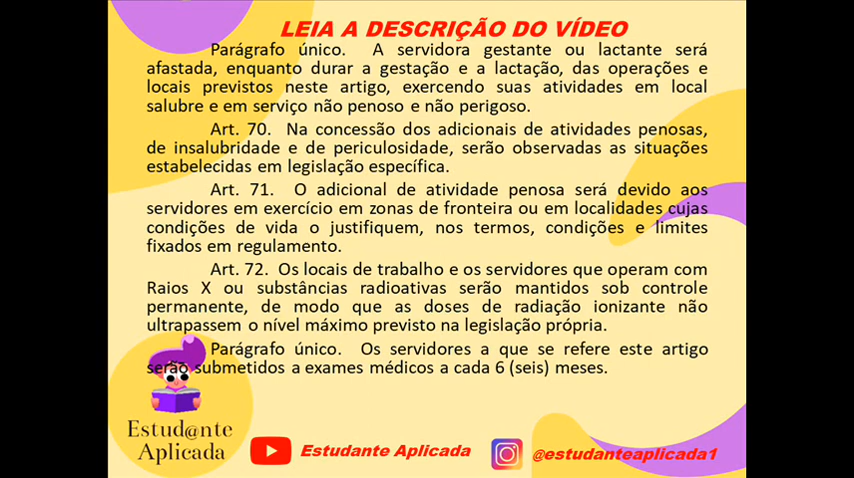 LEIA A DESCRIÇÃO DO VÍDEO
Parágrafo único. A servidora gestante ou lactante será
afastada, enquanto durar a gestação e a lactação, das operações e
locais previstos neste artigo, exercendo suas atividades em local
salubre e em serviço não penoso e não perigoso.
Art. 70. Na concessão dos adicionais de atividades penosas,
de insalubridade e de periculosidade, serão observadas as situações
estabelecidas em legislação específica.
Art. 71. O adicional de atividade penosa será devido aos
servidores em exercício em zonas de fronteira ou em localidades cujas
condições de vida o justifiquem, nos termos, condições e limites
fixados em regulamento.
Art. 72. Os locais de trabalho e os servidores que operam com
Raios X ou substâncias radioativas serão mantidos sob controle
permanente, de modo que as doses de radiação ionizante não
ultrapassem o nível máximo previsto na legislação própria.
Parágrafo único. Os servidores a que se refere este artigo
serão submetidos a exames médicos a cada 6 (seis) meses.
Estud@nte
Aplicada
Estudante Aplicada
@estudanteaplicada1